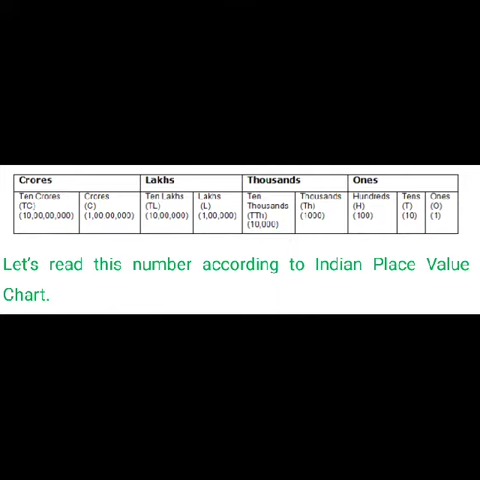 Crores Lakhs Thousands Ones
Ten Crores Crores Ten Lakhs Lakhs Ten Thousands Hundreds Tens Ones
(TC) (C) (TL) (L) Thousands (Th) (H) (T) (O)
(10,00,00,000) (1,00,00,000) (10,00,000) (1,00,000) (TTh) (1000) (100) (10) (1)
(10,000)
Let's read this number according to Indian Place Value
Chart.